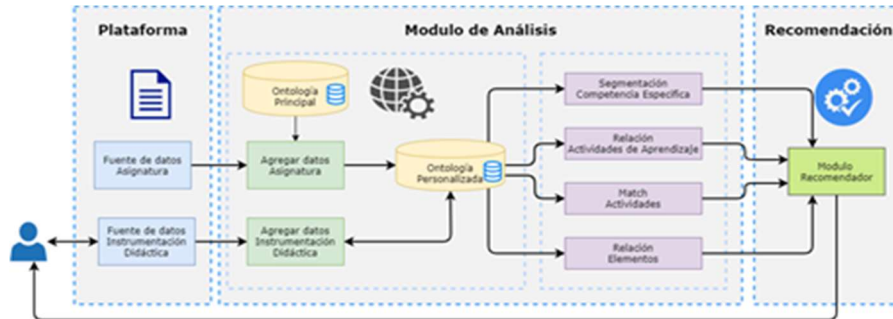 Plataforma
Modulo de Análisis
Recomendación
Ontología
Principal
Segmentación
Competencia Específica
Fuente de datos
Asignatura
Agregar datos
Asignatura
Ontología
Personalizada
Relación
Actividades de Aprendizaje
Modulo
Recomendador
Match
Actividades
Fuente de datos
Instrumentación
Didáctica
Agregar datos
Instrumentación
Didáctica
Relación
Elementos